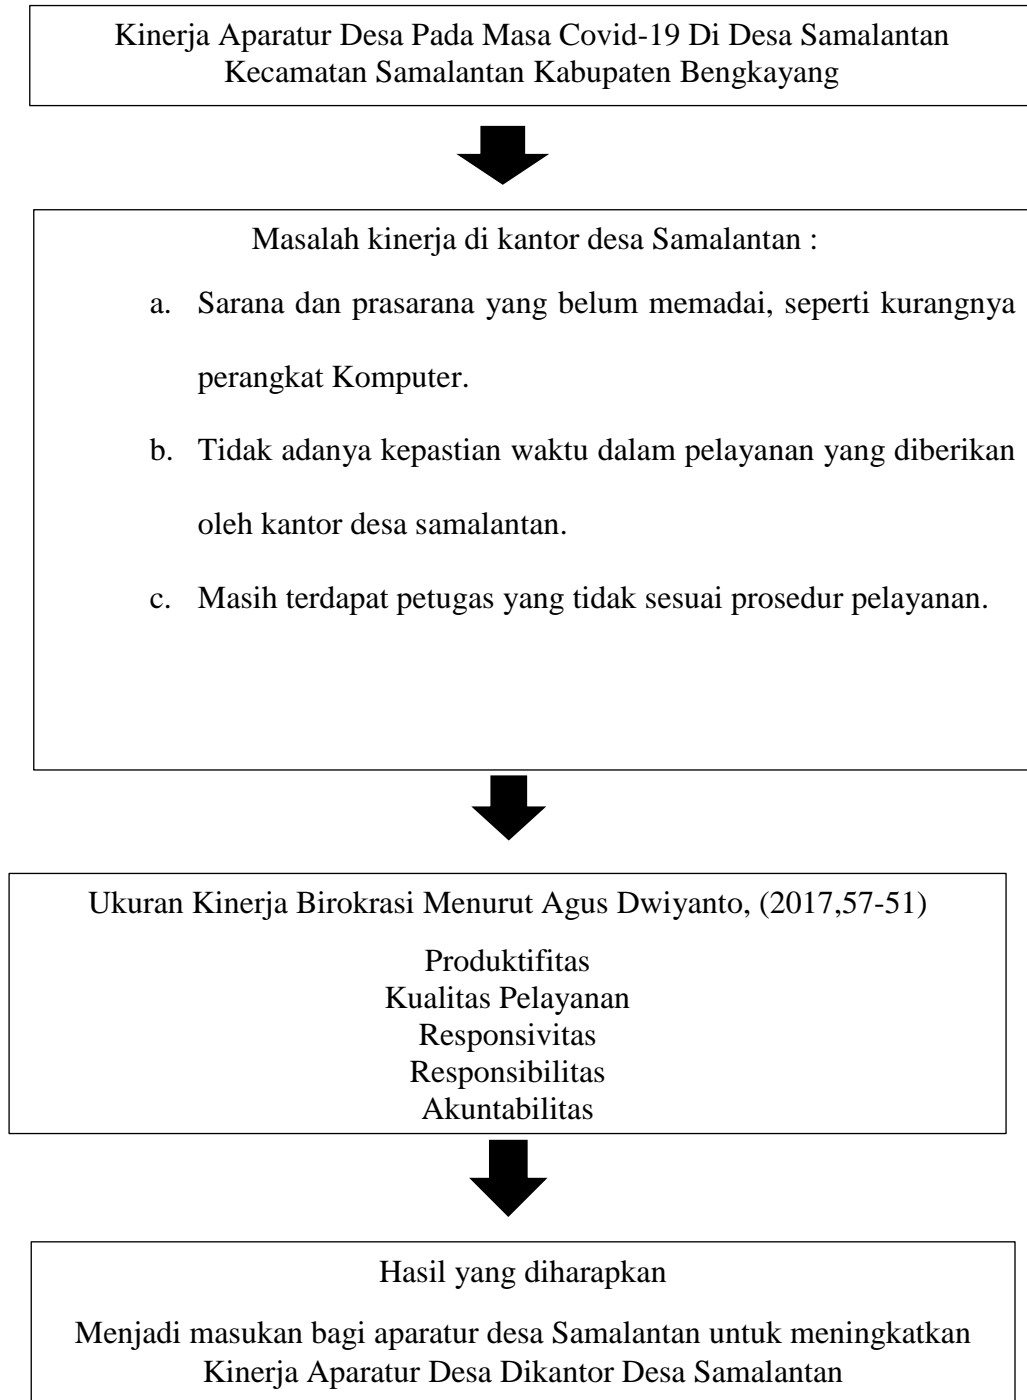 Kinerja Aparatur Desa Pada Masa Covid-19 Di Desa Samalantan
Kecamatan Samalantan Kabupaten Bengkayang
Masalah kinerja di kantor desa Samalantan :
a. Sarana dan prasarana yang belum memadai, seperti kurangnya
perangkat Komputer.
b. Tidak adanya kepastian waktu dalam pelayanan yang diberikan
oleh kantor desa samalantan.
c. Masih terdapat petugas yang tidak sesuai prosedur pelayanan.
Ukuran Kinerja Birokrasi Menurut Agus Dwiyanto, (2017,57-51)
Produktifitas
Kualitas Pelayanan
Responsivitas
Responsibilitas
Akuntabilitas
Hasil yang diharapkan
Menjadi masukan bagi aparatur desa Samalantan untuk meningkatkan
Kinerja Aparatur Desa Dikantor Desa Samalantan